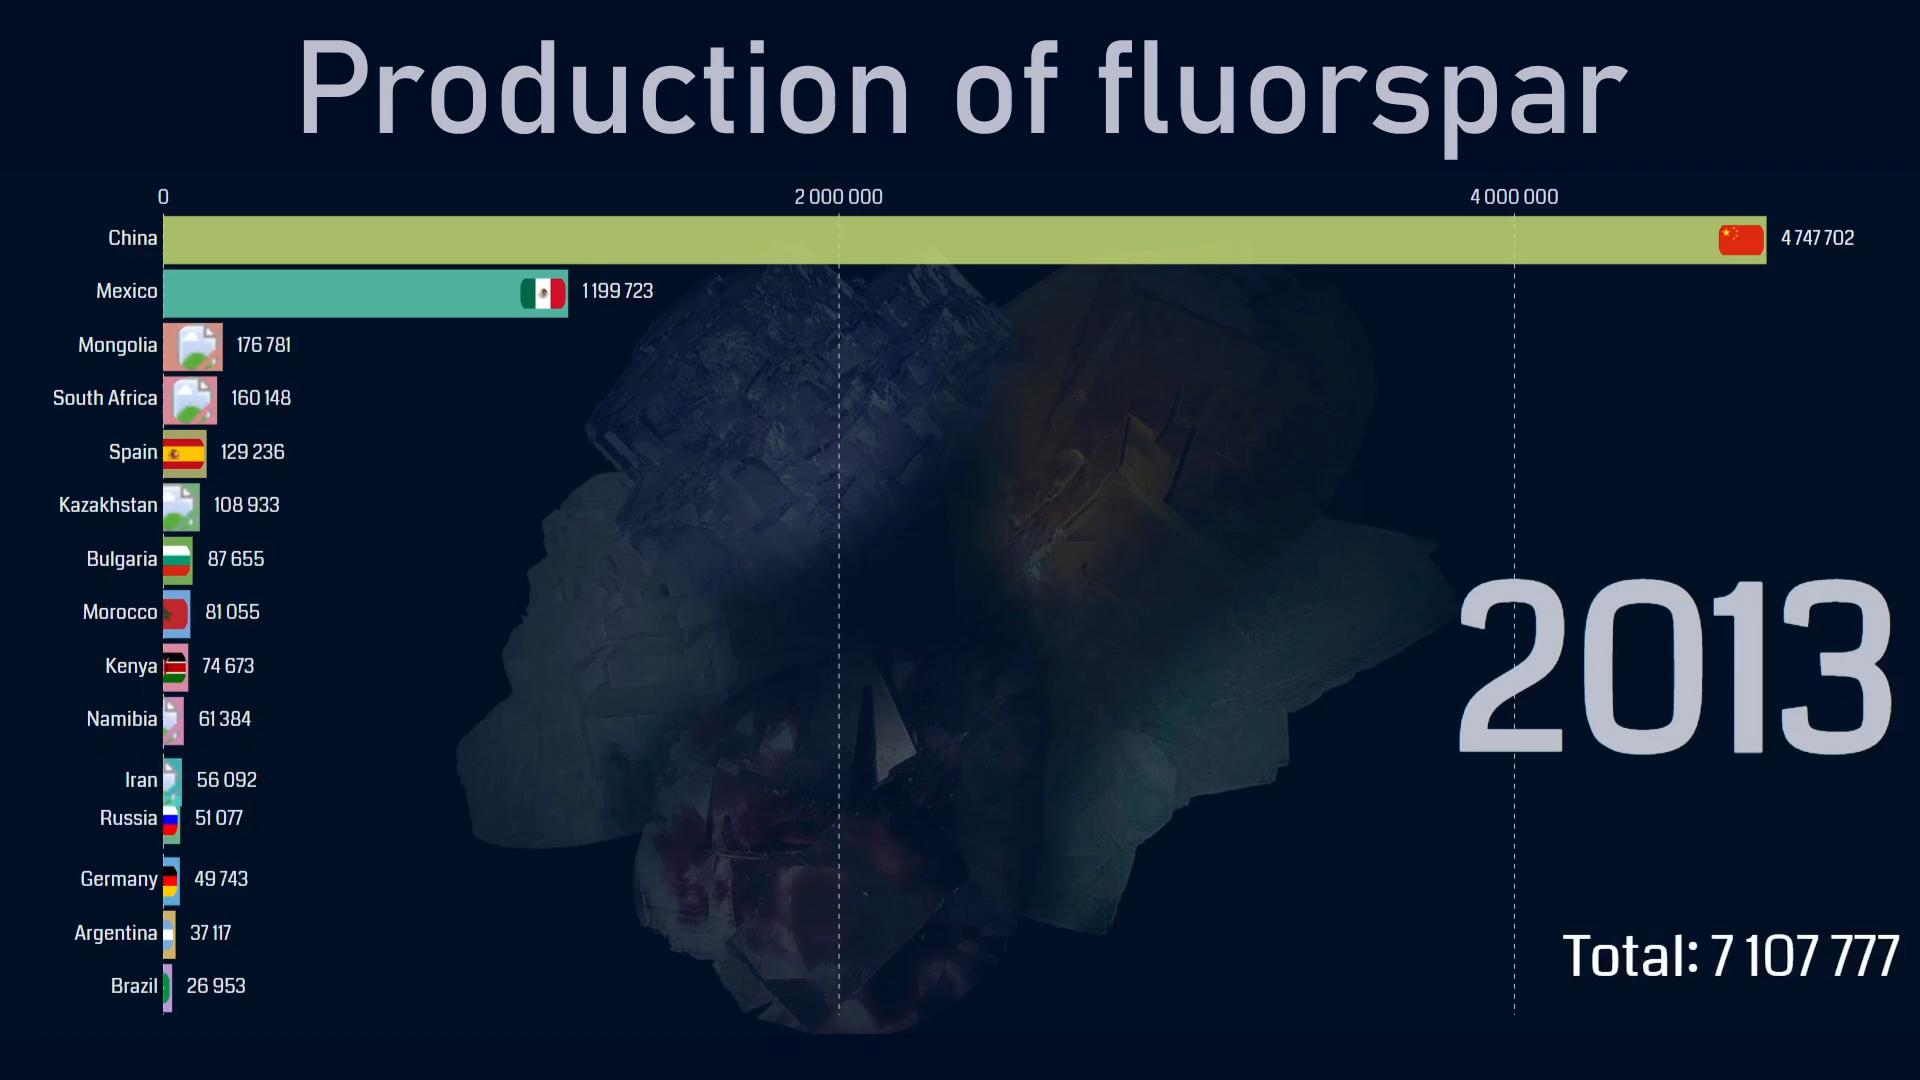 Production of fluorspar
0 2 000 000 4 000 000
China 4 747 702
Mexico 1 199 723
Mongolia 176 781
South Africa 160 148
Spain 129 236
Kazakhstan 108 933
Bulgaria 87 655
Morocco 81 055
Kenya 74 673
Namibia 61 384
Iran 56 092
Russia 51 077
Germany 49 743
Argentina 37 117
Brazil 26 953
2013
Total: 7 107 777